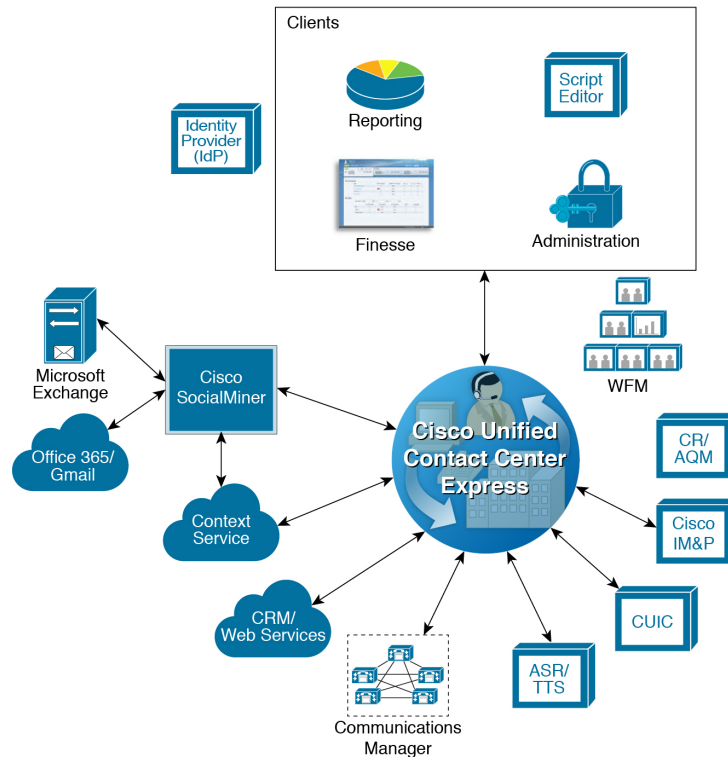 Clients
Reporting
Script
Editor
Identity
Provider
(IdP)
Finesse
Administration
Microsoft
Exchange
Cisco
SocialMiner
WFM
Office 365/
Gmail
Cisco Unified
Contact Center
Express
CR/
AQM
Context
Service
Cisco
IM&P
CRM/
Web Services
CUIC
ASR/
TTS
Communications
Manager